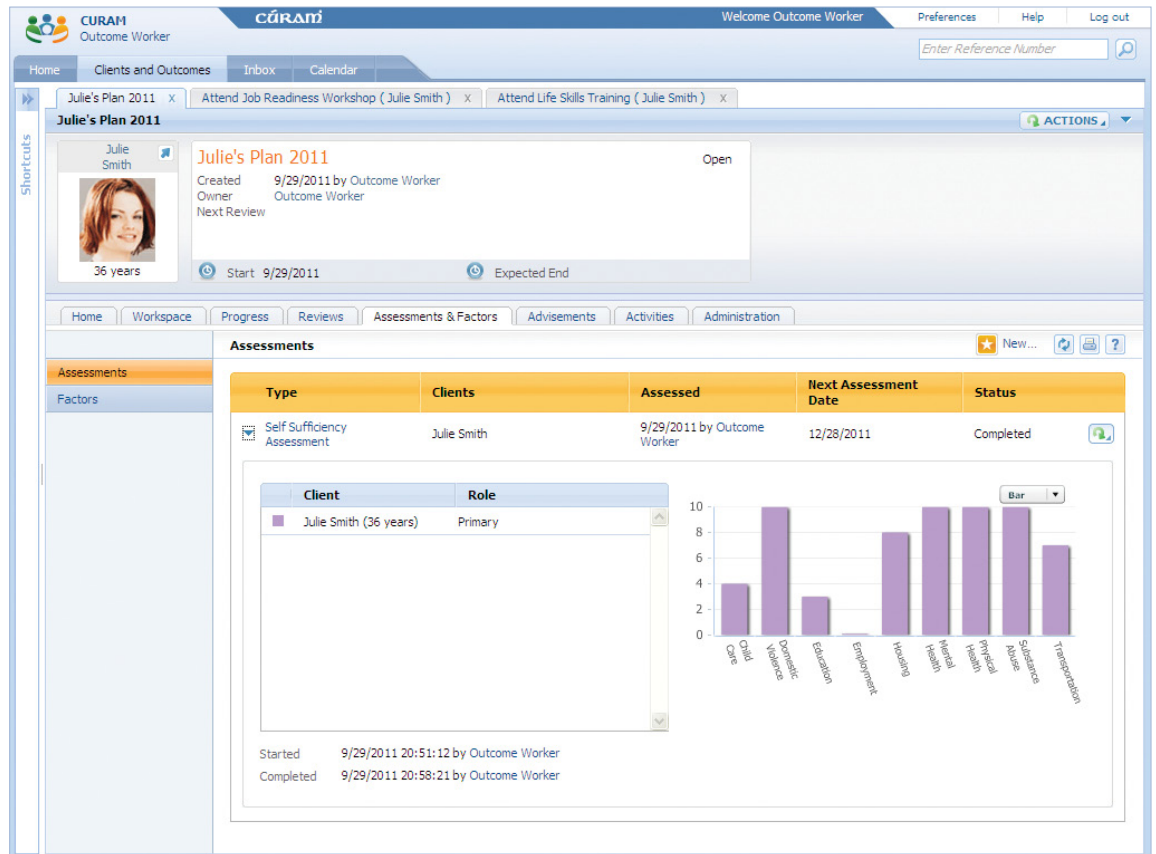 CURAM
Outcome Worker
CÚRAM
Welcome Outcome Worker
Preferences Help Log out
Enter Reference Number
Home Clients and Outcomes Inbox Calendar
Julie's Plan 2011 X Attend Job Readiness Workshop ( Julie Smith ) X Attend Life Skills Training ( Julie Smith ) X
Julie's Plan 2011
ACTIONS
Shortcuts
Julie
Smith
36 years
Julie's Plan 2011
Open
Created 9/29/2011 by Outcome Worker
Owner Outcome Worker
Next Review
Start 9/29/2011 Expected End
Home Workspace Progress Reviews Assessments & Factors Advisements Activities Administration
Assessments
Factors
Assessments
New... ?
Type Clients Assessed Next Assessment Date Status
Self Sufficiency Assessment Julie Smith 9/29/2011 by Outcome Worker 12/28/2011 Completed
Client Role
Julie Smith (36 years) Primary
Bar
10
8
6
4
2
0
Child Care
Domestic Violence
Education
Employment
Housing
Mental Health
Physical Health
Substance Abuse
Transportation
Started 9/29/2011 20:51:12 by Outcome Worker
Completed 9/29/2011 20:58:21 by Outcome Worker